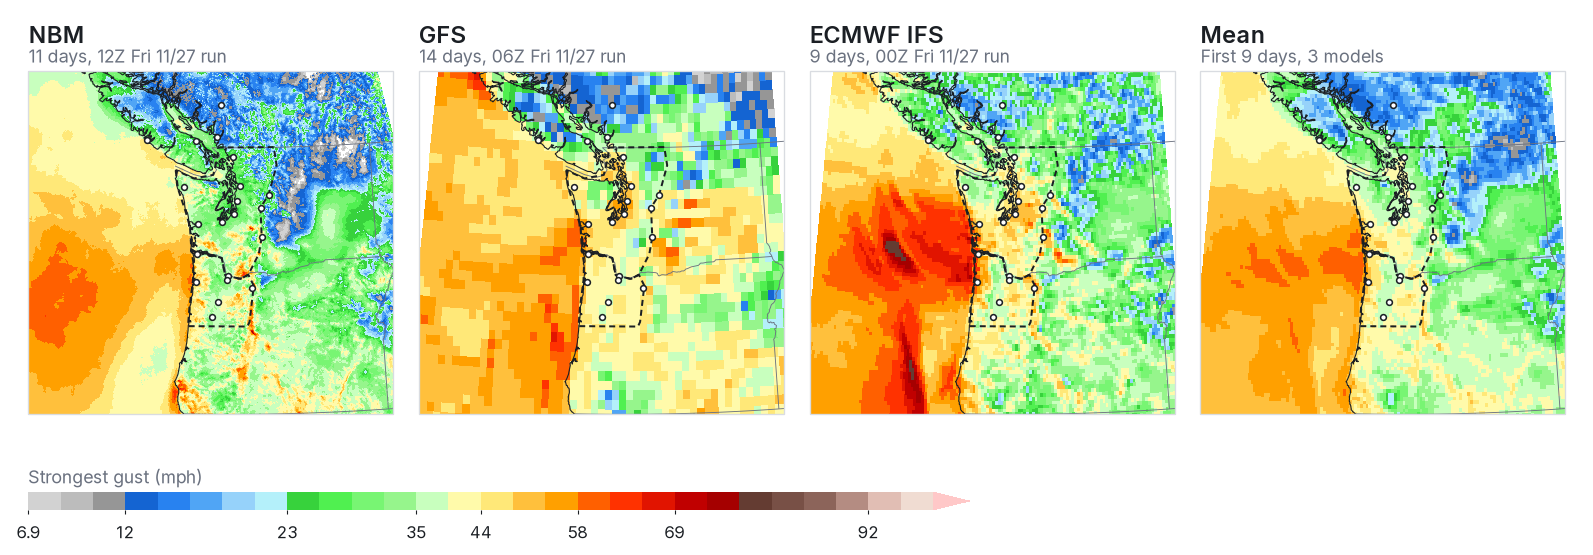 NBM
11 days, 12Z Fri 11/27 run
GFS
14 days, 06Z Fri 11/27 run
ECMWF IFS
9 days, 00Z Fri 11/27 run
Mean
First 9 days, 3 models
Strongest gust (mph)
6.9 12 23 35 44 58 69 92